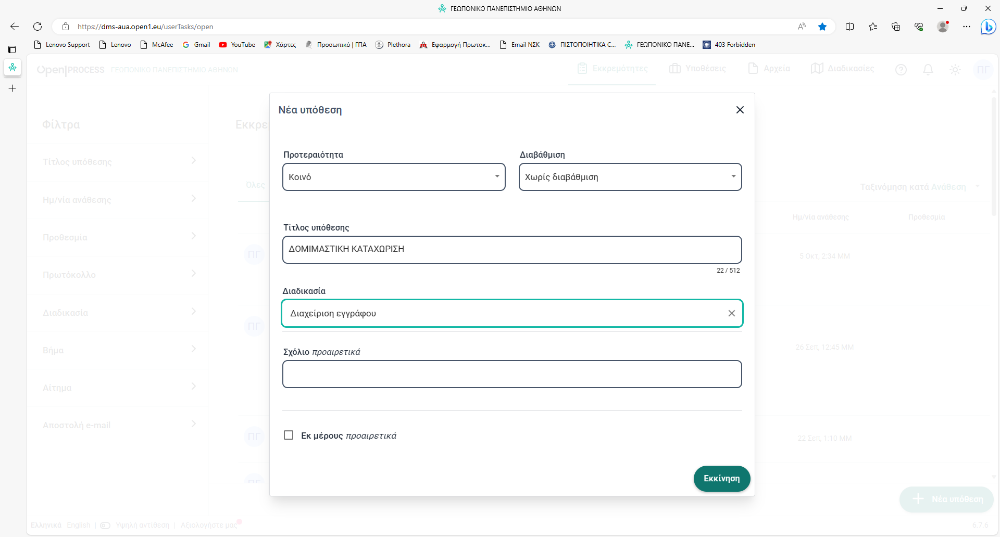 ΓΕΩΠΟΝΙΚΟ ΠΑΝΕΠΙΣΤΗΜΙΟ ΑΘΗΝΩΝ
https://dms-aua.open1.eu/userTasks/open
Lenovo Support Lenovo McAfee Gmail YouTube Χάρτες Προσωπικό | ΓΠΑ Plethora Εφαρμογή Πρωτοκ... Email ΝΣΚ ΠΙΣΤΟΠΟΙΗΤΙΚΑ C... ΓΕΩΠΟΝΙΚΟ ΠΑΝΕ... 403 Forbidden
Open|PROCESS ΓΕΩΠΟΝΙΚΟ ΠΑΝΕΠΙΣΤΗΜΙΟ ΑΘΗΝΩΝ Εκκρεμότητες Υποθέσεις Αρχεία Διαδικασίες ΠΓ
Νέα υπόθεση
Φίλτρα Εκκρε
Προτεραιότητα Διαβάθμιση
Τίτλος υπόθεσης
Κοινό Χωρίς διαβάθμιση
Όλες Ταξινόμηση κατά Ανάθεση
Ημ/νία ανάθεσης
Ημ/νία ανάθεσης Προθεσμία
Τίτλος υπόθεσης
Προθεσμία
ΔΟΜΙΜΑΣΤΙΚΗ ΚΑΤΑΧΩΡΙΣΗ
ΠΓ 5 Οκτ, 2:34 ΜΜ
22 / 512
Πρωτόκολλο
Διαδικασία
Διαδικασία Διαχείριση εγγράφου
ΠΓ
26 Σεπ, 12:45 ΜΜ
Βήμα Σχόλιο προαιρετικά
Αίτημα
Αποστολή e-mail
ΠΓ Εκ μέρους προαιρετικά 22 Σεπ, 1:10 ΜΜ
Εκκίνηση
ΠΓ
Νέα υπόθεση
Ελληνικά English | Υψηλή αντίθεση | Αξιολογήστε μας 6.7.6